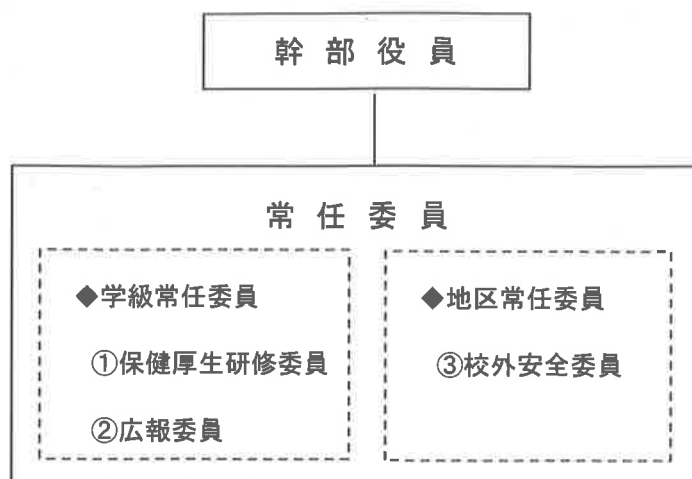 幹部役員
常任委員
◆学級常任委員
①保健厚生研修委員
②広報委員
◆地区常任委員
③校外安全委員